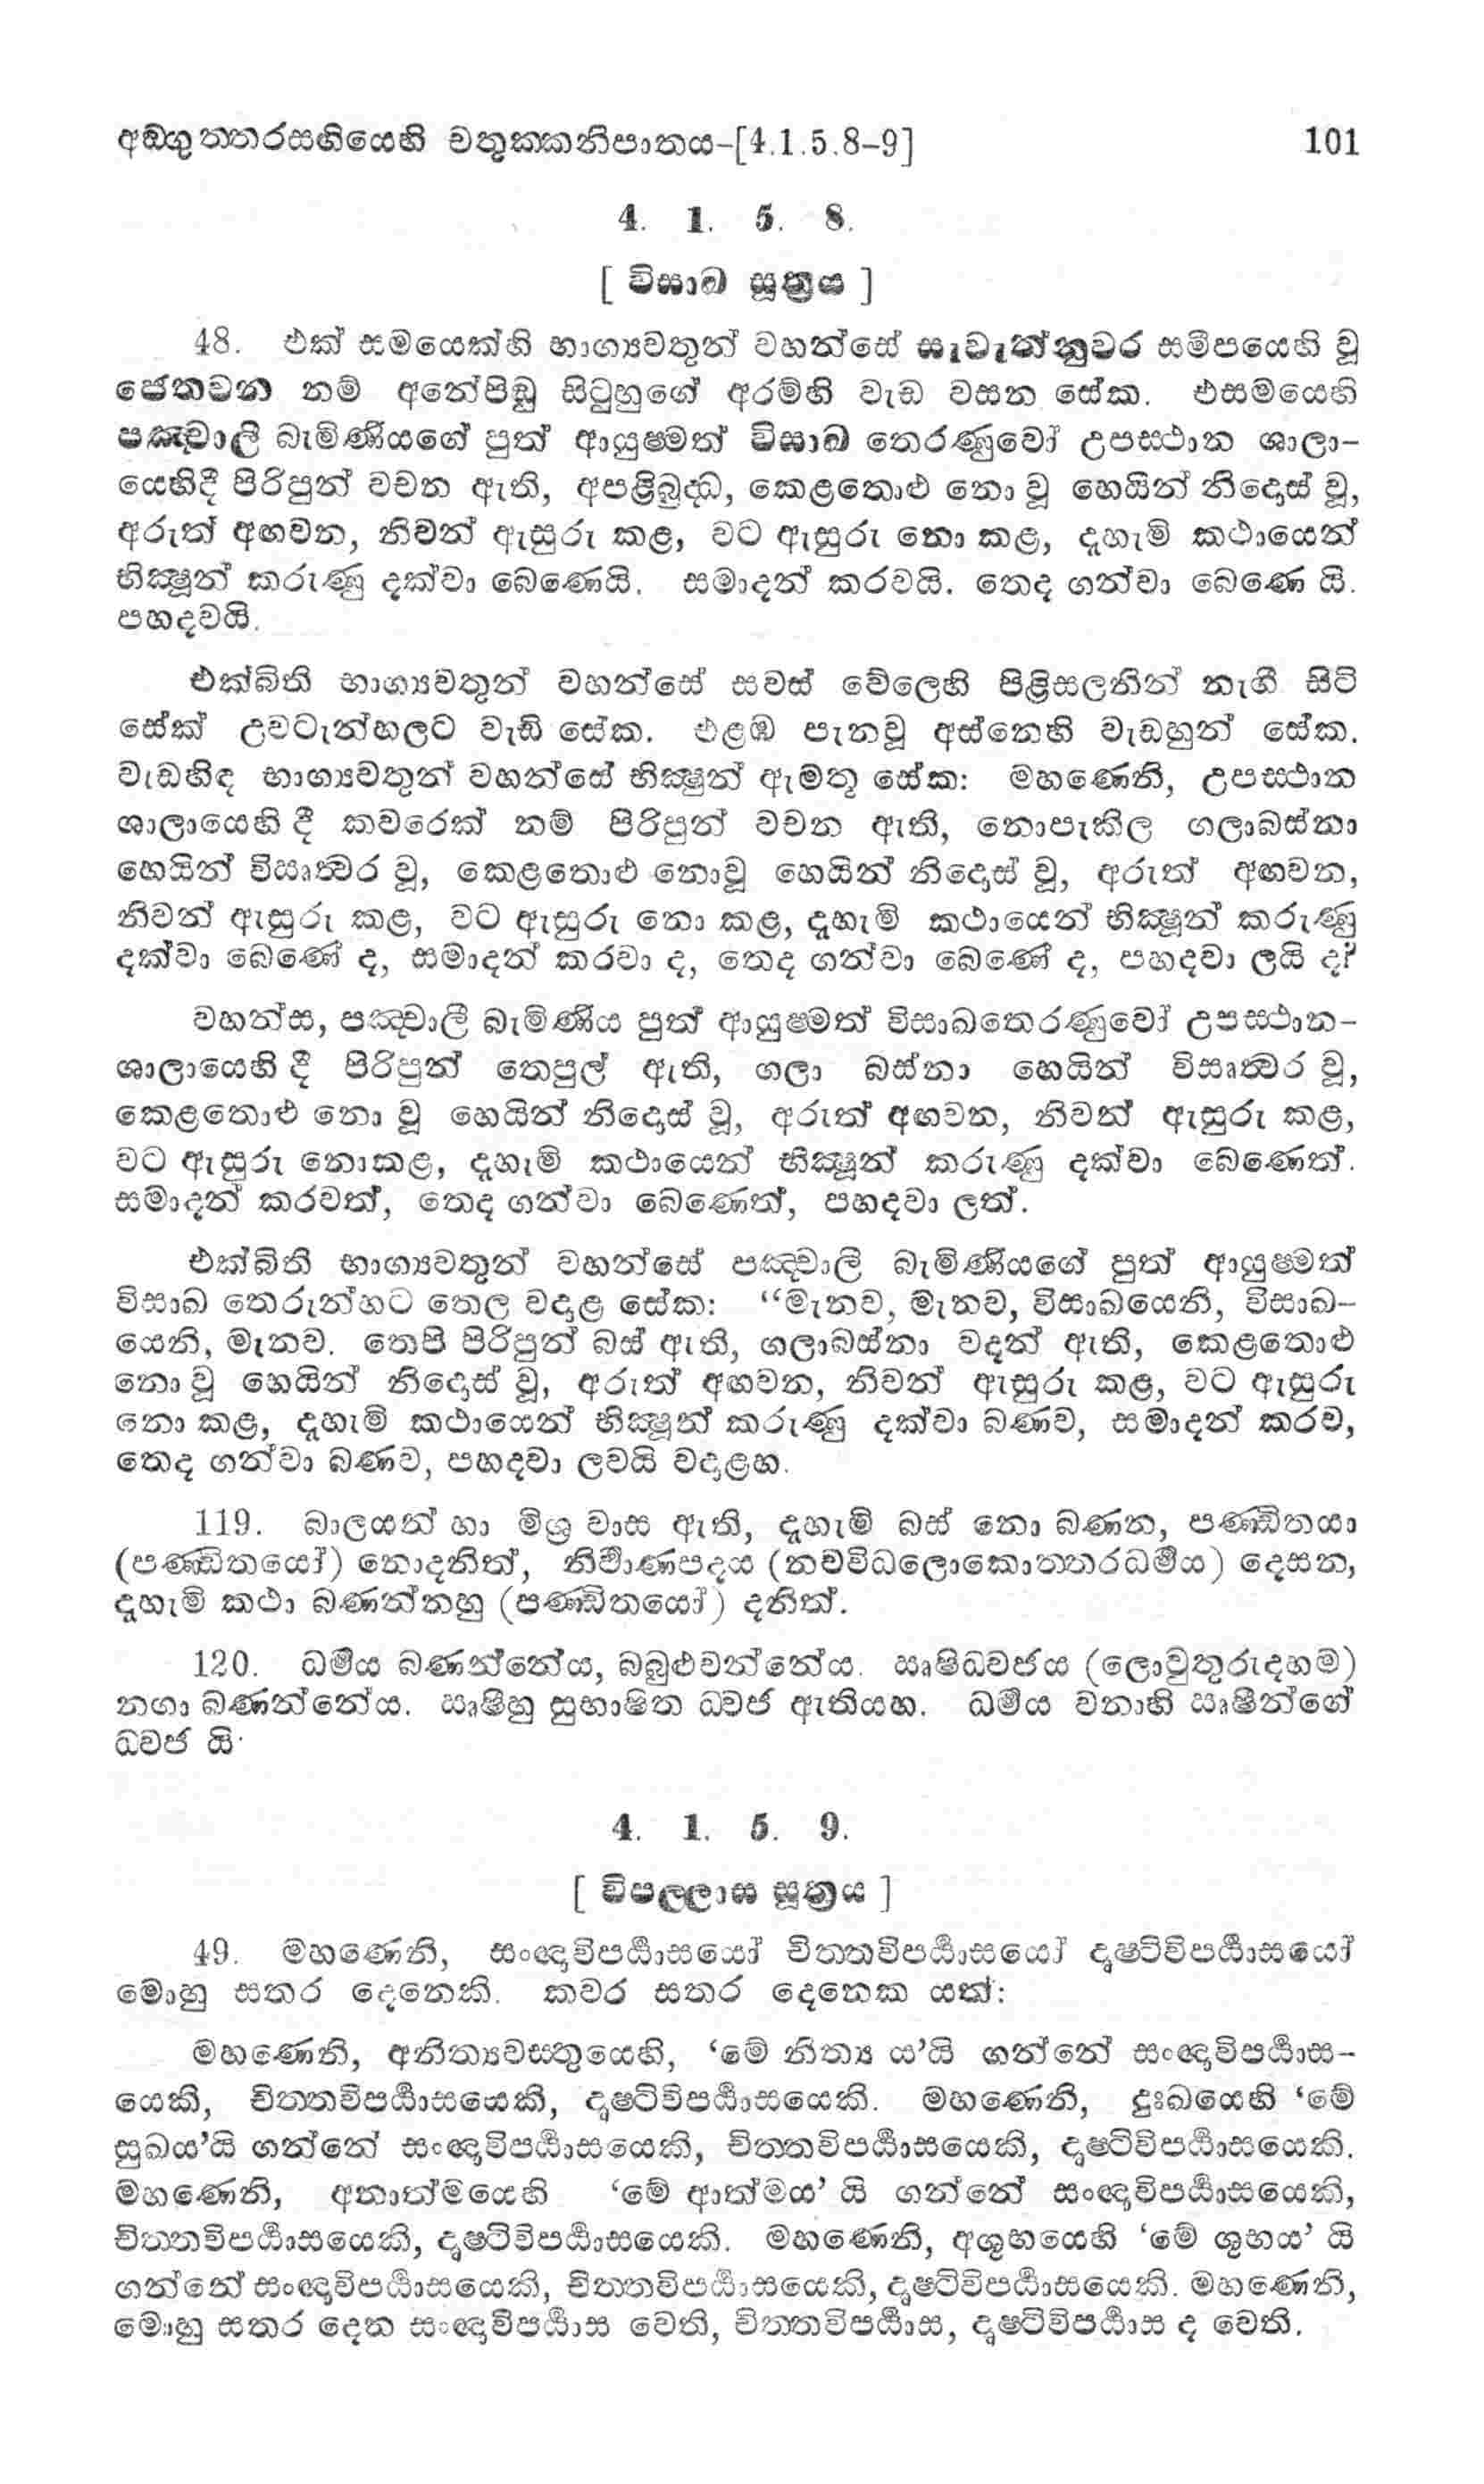 අඞ්ගුත්තරසඟියෙහි චතුක්කනිපාතය-[4.1.5.8-9] 101
4. 1. 5. 8.
[ විසාඛ සූත්‍රය ]
48. එක් සමයෙක්හි භාග්‍යවතුන් වහන්සේ සැවැත්නුවර සමීපයෙහි වූ
ජෙතවන නම් අනේපිඬු සිටුහුගේ අරම්හි වැඩ වසන සේක. එසමයෙහි
පඤ්චාලි බැමිණියගේ පුත් ආයුෂ්මත් විසාඛ තෙරණුවෝ උපස්ථාන ශාලා-
යෙහිදී පිරිපුන් වචන ඇති, අපළිබුද්ධ, කෙළතොළු නො වූ හෙයින් නිදොස් වූ,
අරුත් අඟවන, නිවන් ඇසුරු කළ, වට ඇසුරු නො කළ, දැහැමි කථායෙන්
භික්ෂූන් කරුණු දක්වා බෙණෙයි. සමාදන් කරවයි. තෙද ගන්වා බෙණෙ යි.
පහදවයි.
එක්බිති භාග්‍යවතුන් වහන්සේ සවස් වේලෙහි පිළිසලනින් නැගී සිටි
සේක් උවටැන්හලට වැඩි සේක. එළඹ පැනවූ අස්නෙහි වැඩහුන් සේක.
වැඩහිඳ භාග්‍යවතුන් වහන්සේ භික්ෂූන් ඇමතූ සේක: මහණෙනි, උපස්ථාන
ශාලායෙහි දී කවරෙක් නම් පිරිපුන් වචන ඇති, නොපැකිල ගලාබස්නා
හෙයින් විසෘත්වර වූ, කෙළතොළු නොවූ හෙයින් නිදොස් වූ, අරුත් අඟවන,
නිවන් ඇසුරු කළ, වට ඇසුරු නො කළ, දැහැමි කථායෙන් භික්ෂූන් කරුණු
දක්වා බෙණේ ද, සමාදන් කරවා ද, තෙද ගන්වා බෙණේ ද, පහදවා ලයි ද?
වහන්ස, පඤ්චාලී බැමිණිය පුත් ආයුෂ්මත් විසාඛතෙරණුවෝ උපස්ථාන-
ශාලායෙහි දී පිරිපුන් තෙපුල් ඇති, ගලා බස්නා හෙයින් විසෘත්වර වූ,
කෙළතොළු නො වූ හෙයින් නිදොස් වූ, අරුත් අඟවන, නිවන් ඇසුරු කළ,
වට ඇසුරු නොකළ, දැහැමි කථායෙන් භික්ෂූන් කරුණු දක්වා බෙණෙත්.
සමාදන් කරවත්, තෙද ගන්වා බෙණෙත්, පහදවා ලත්.
එක්බිති භාග්‍යවතුන් වහන්සේ පඤ්චාලි බැමිණියගේ පුත් ආයුෂ්මත්
විසාඛ තෙරුන්හට තෙල වදාළ සේක: “මැනව, මැනව, විසාඛයෙනි, විසාඛ-
යෙනි, මැනව. තෙපි පිරිපුන් බස් ඇති, ගලාබස්නා වදන් ඇති, කෙළතොළු
නො වූ හෙයින් නිදොස් වූ, අරුත් අඟවන, නිවන් ඇසුරු කළ, වට ඇසුරු
නො කළ, දැහැමි කථායෙන් භික්ෂූන් කරුණු දක්වා බණව, සමාදන් කරව,
තෙද ගන්වා බණව, පහදවා ලවයි වදාළහ.
119. බාලයන් හා මිශ්‍ර වාස ඇති, දැහැමි බස් නො බණන, පණ්ඩිතයා
(පණ්ඩිතයෝ) නොදනිත්, නිර්‍වාණපදය (නවවිධලොකොත්තරධර්‍මය) දෙසන,
දැහැමි කථා බණන්නහු (පණ්ඩිතයෝ) දනිත්.
120. ධර්‍මය බණන්නේය, බබුළුවන්නේය. ඍෂිධ්වජය (ලොවුතුරුදහම)
නගා බණන්නේය. ඍෂීහු සුභාෂිත ධ්වජ ඇතියහ. ධර්‍මය වනාහි ඍෂීන්ගේ
ධ්වජ යි.
4. 1. 5. 9.
[ විපල්ලාස සූත්‍රය ]
49. මහණෙනි, සංඥාවිපර්‍ය්‍යාසයෝ චිත්තවිපර්‍ය්‍යාසයෝ දෘෂ්ටිවිපර්‍ය්‍යාසයෝ
මොහු සතර දෙනෙකි. කවර සතර දෙනෙක යත්:
මහණෙනි, අනිත්‍යවස්තුයෙහි, ‘මේ නිත්‍ය ය’යි ගන්නේ සංඥාවිපර්‍ය්‍යාස-
යෙකි, චිත්තවිපර්‍ය්‍යාසයෙකි, දෘෂ්ටිවිපර්‍ය්‍යාසයෙකි. මහණෙනි, දුඃඛයෙහි ‘මේ
සුඛය’යි ගන්නේ සංඥාවිපර්‍ය්‍යාසයෙකි, චිත්තවිපර්‍ය්‍යාසයෙකි, දෘෂ්ටිවිපර්‍ය්‍යාසයෙකි.
මහණෙනි, අනාත්මයෙහි ‘මේ ආත්මය’ යි ගන්නේ සංඥාවිපර්‍ය්‍යාසයෙකි,
චිත්තවිපර්‍ය්‍යාසයෙකි, දෘෂ්ටිවිපර්‍ය්‍යාසයෙකි. මහණෙනි, අශුභයෙහි ‘මේ ශුභය’ යි
ගන්නේ සංඥාවිපර්‍ය්‍යාසයෙකි, චිත්තවිපර්‍ය්‍යාසයෙකි, දෘෂ්ටිවිපර්‍ය්‍යාසයෙකි. මහණෙනි,
මොහු සතර දෙන සංඥාවිපර්‍ය්‍යාස වෙති, චිත්තවිපර්‍ය්‍යාස, දෘෂ්ටිවිපර්‍ය්‍යාස ද වෙති.